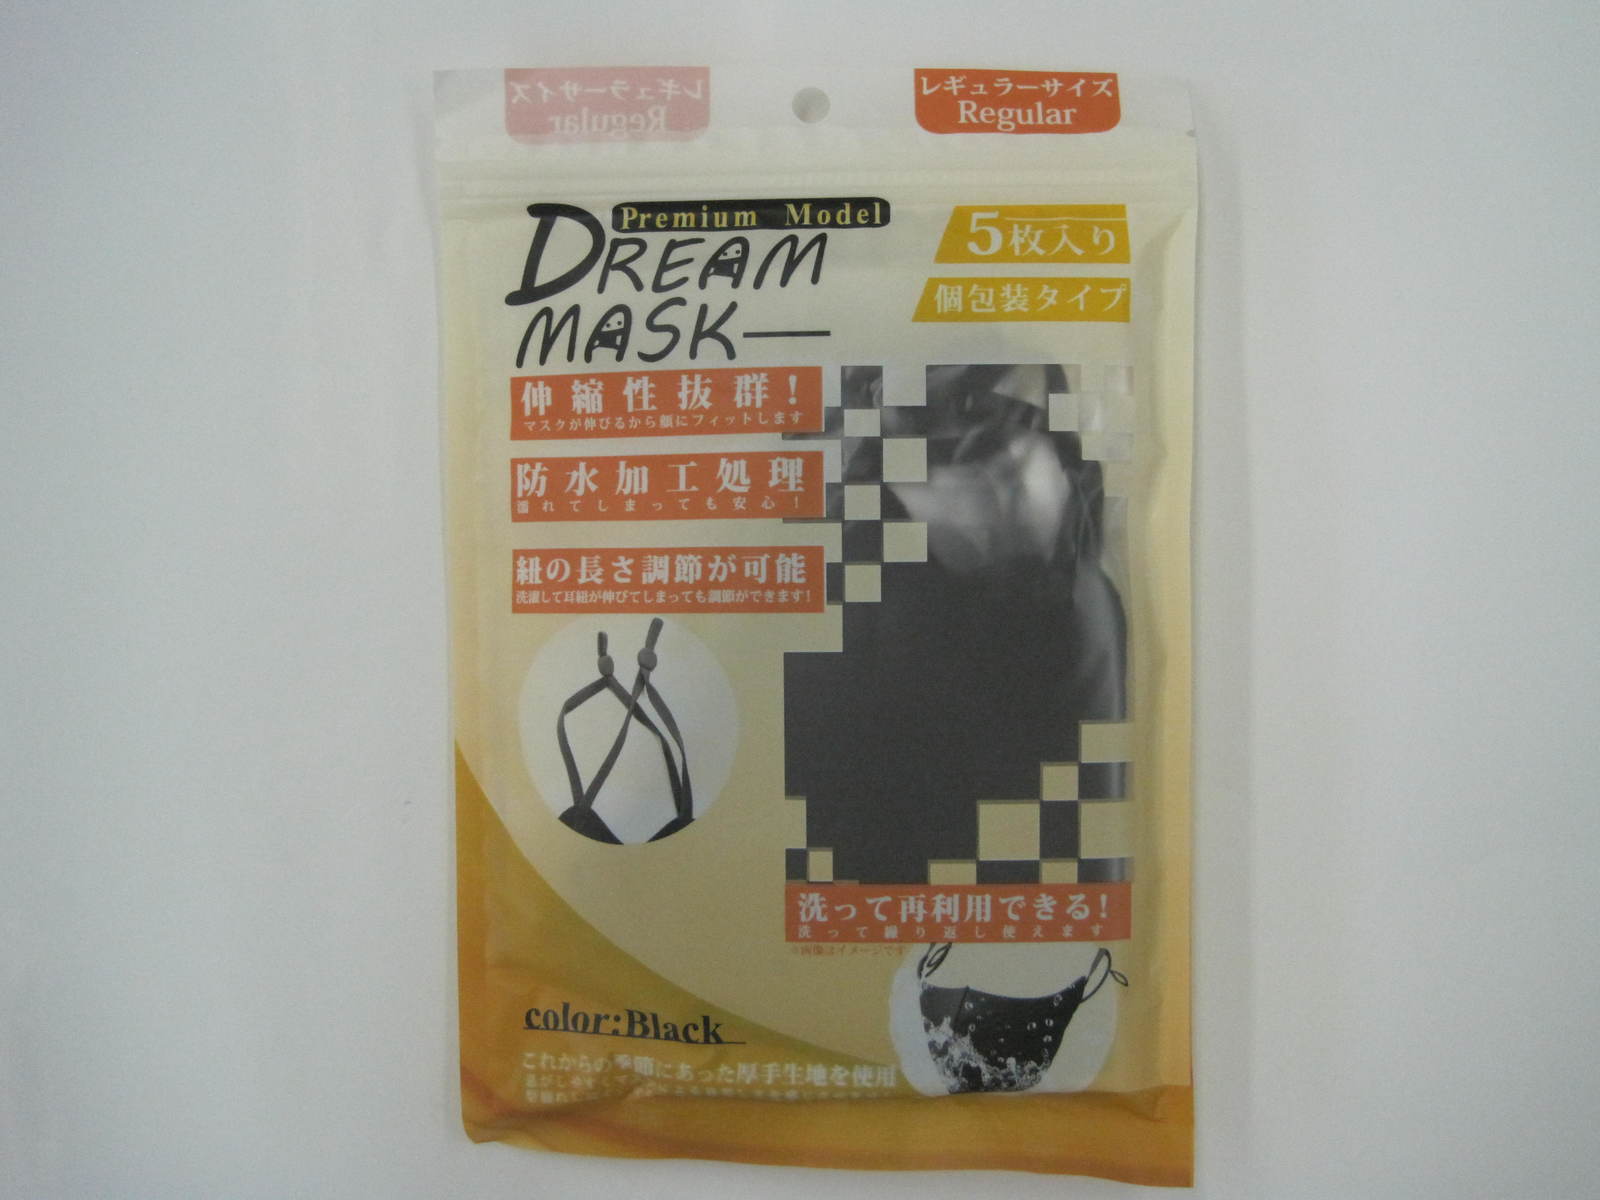 レギュラーサイズ
Regular
Premium Model
DREAM
MASK
5枚入り
個包装タイプ
伸縮性抜群!
マスクが伸びるから顔にフィットします
防水加工処理
濡れてしまっても安心!
紐の長さ調節が可能
洗濯して耳紐が伸びてしまっても調節ができます!
洗って再利用できる!
洗って繰り返し使えます
※画像はイメージです
color:Black
これからの季節にあった厚手生地を使用